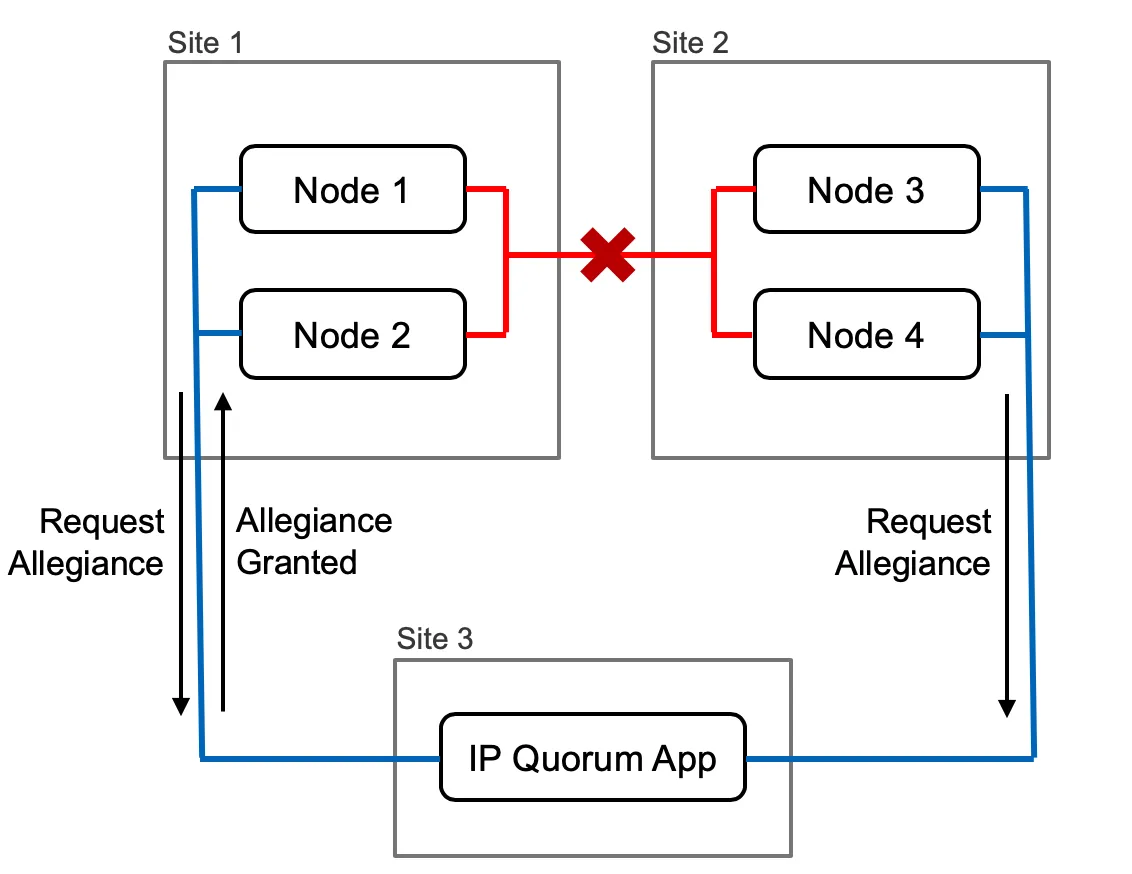 Site 1
Site 2
Node 1
Node 3
Node 2
Node 4
Request
Allegiance
Allegiance
Granted
Request
Allegiance
Site 3
IP Quorum App